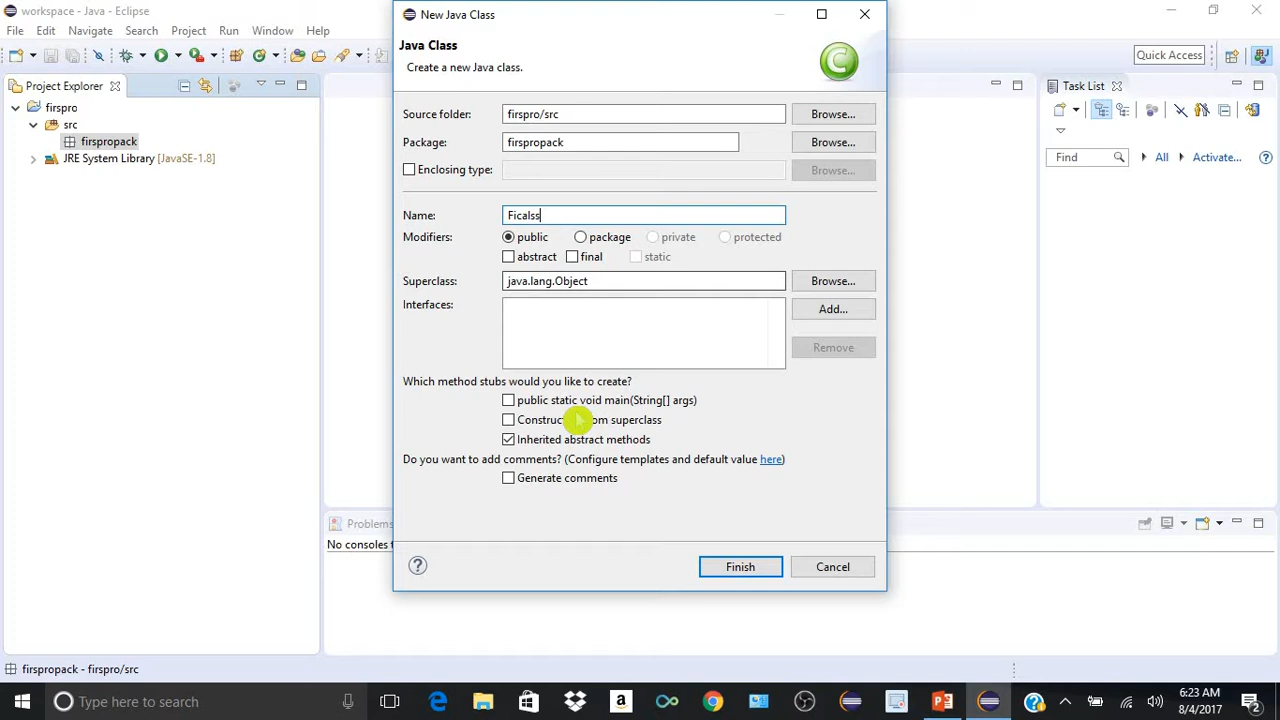 workspace - Java - Eclipse
New Java Class
File Edit Navigate Search Project Run Window Help
Java Class
Create a new Java class.
Quick Access
Project Explorer
Task List
firspro
src
firspropack
JRE System Library [JavaSE-1.8]
Source folder: firspro/src Browse...
Package: firspropack Browse...
Enclosing type: Browse...
Find All Activate...
Name: Ficalss
Modifiers: public package private protected
abstract final static
Superclass: java.lang.Object Browse...
Interfaces: Add...
Remove
Which method stubs would you like to create?
public static void main(String[] args)
Construc om superclass
Inherited abstract methods
Do you want to add comments? (Configure templates and default value here)
Generate comments
Problems
No consoles
Finish Cancel
firspropack - firspro/src
Type here to search
6:23 AM
8/4/2017
2